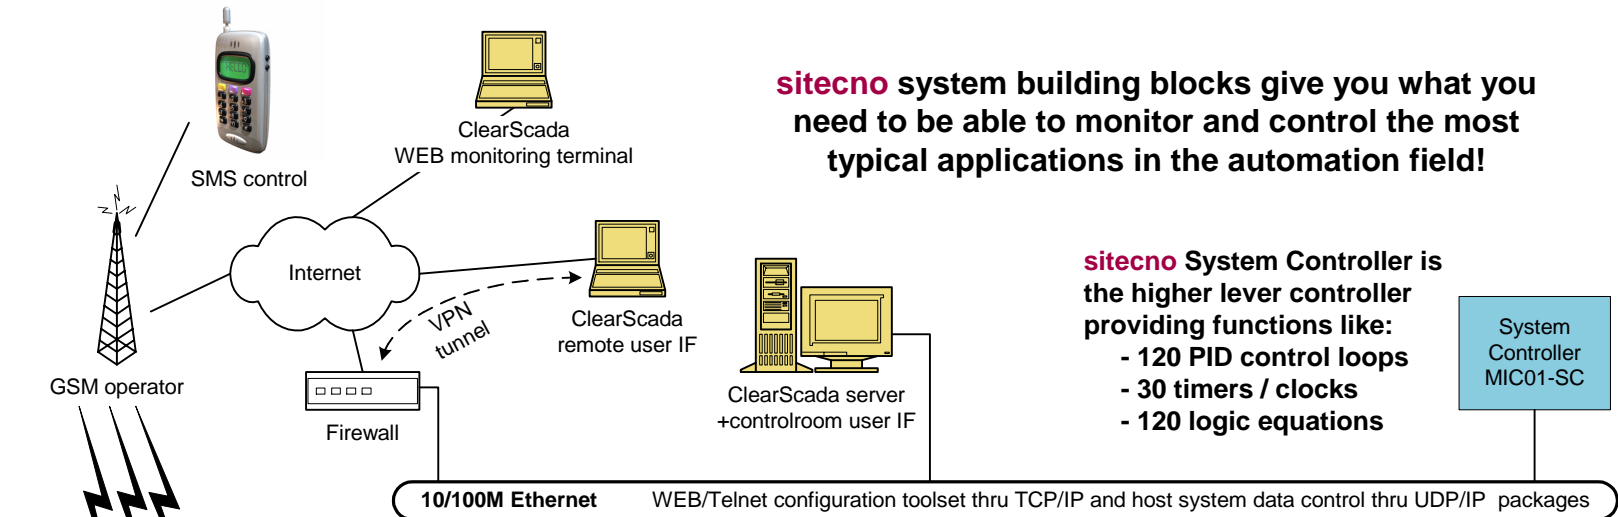 HELLO
SMS control
ClearScada
WEB monitoring terminal
sitecno system building blocks give you what you
need to be able to monitor and control the most
typical applications in the automation field!
Internet
VPN
tunnel
ClearScada
remote user IF
GSM operator
Firewall
ClearScada server
+controlroom user IF
sitecno System Controller is
the higher lever controller
providing functions like:
- 120 PID control loops
- 30 timers / clocks
- 120 logic equations
System
Controller
MIC01-SC
10/100M Ethernet WEB/Telnet configuration toolset thru TCP/IP and host system data control thru UDP/IP packages